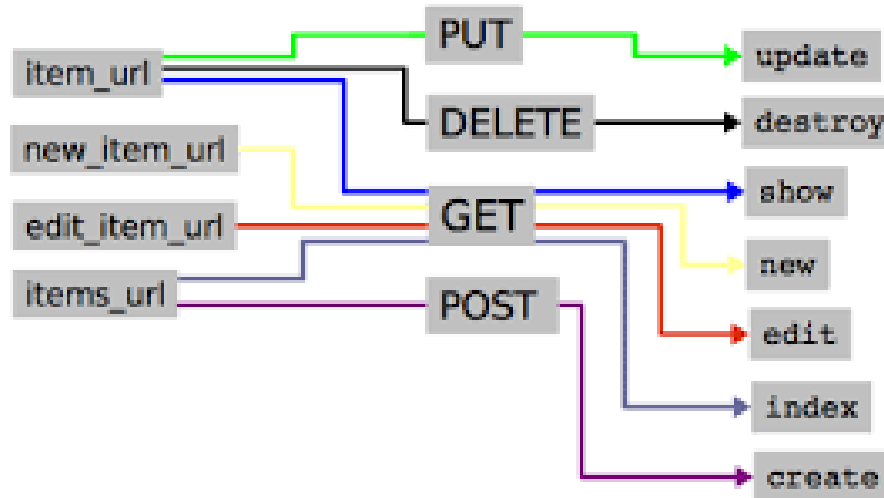 item_url
new_item_url
edit_item_url
items_url
PUT
DELETE
GET
POST
update
destroy
show
new
edit
index
create